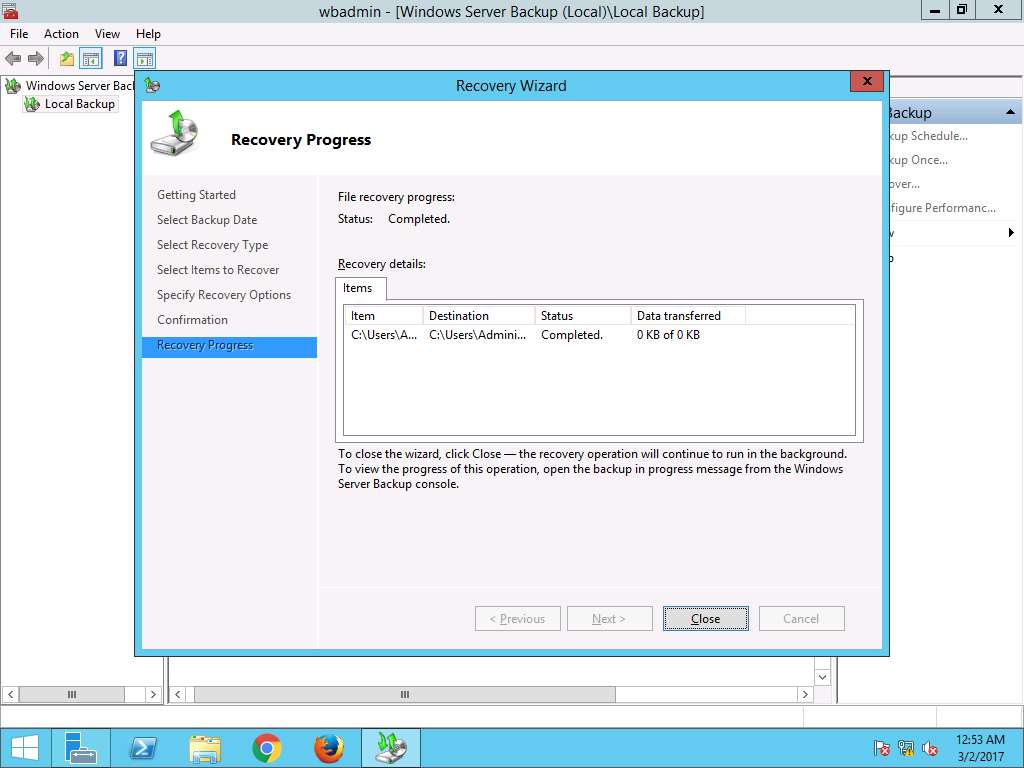 wbadmin - [Windows Server Backup (Local)\Local Backup]
File Action View Help
Windows Server Bac
Local Backup
Recovery Wizard
Recovery Progress
Getting Started
Select Backup Date
Select Recovery Type
Select Items to Recover
Specify Recovery Options
Confirmation
Recovery Progress
File recovery progress:
Status: Completed.
Recovery details:
Items
Item Destination Status Data transferred
C:\Users\A... C:\Users\Admini... Completed. 0 KB of 0 KB
To close the wizard, click Close — the recovery operation will continue to run in the background.
To view the progress of this operation, open the backup in progress message from the Windows
Server Backup console.
< Previous Next > Close Cancel
Backup
kup Schedule...
kup Once...
over...
figure Performanc...
12:53 AM
3/2/2017